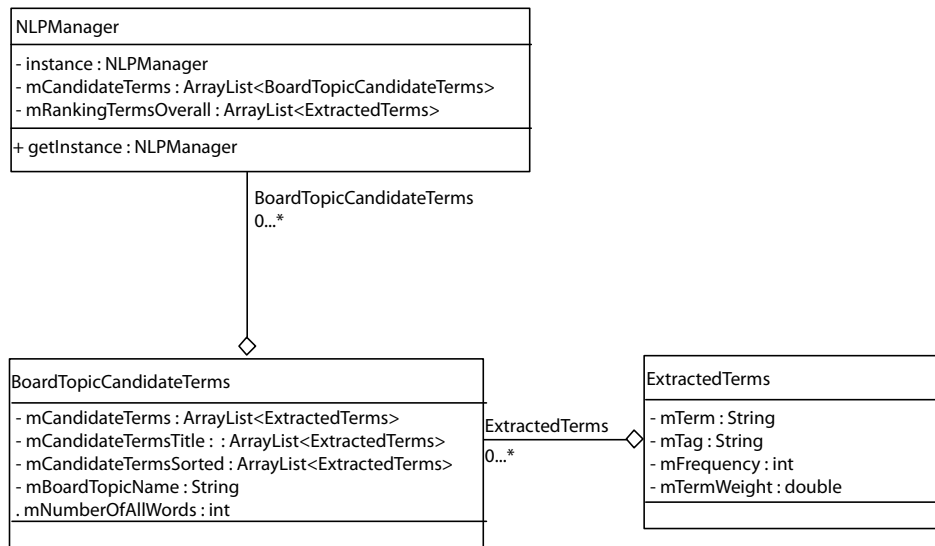 NLPManager
- instance : NLPManager
- mCandidateTerms : ArrayList<BoardTopicCandidateTerms>
- mRankingTermsOverall : ArrayList<ExtractedTerms>
+ getInstance : NLPManager
BoardTopicCandidateTerms
0...*
BoardTopicCandidateTerms
- mCandidateTerms : ArrayList<ExtractedTerms>
- mCandidateTermsTitle : : ArrayList<ExtractedTerms>
- mCandidateTermsSorted : ArrayList<ExtractedTerms>
- mBoardTopicName : String
. mNumberOfAllWords : int
ExtractedTerms
0...*
ExtractedTerms
- mTerm : String
- mTag : String
- mFrequency : int
- mTermWeight : double